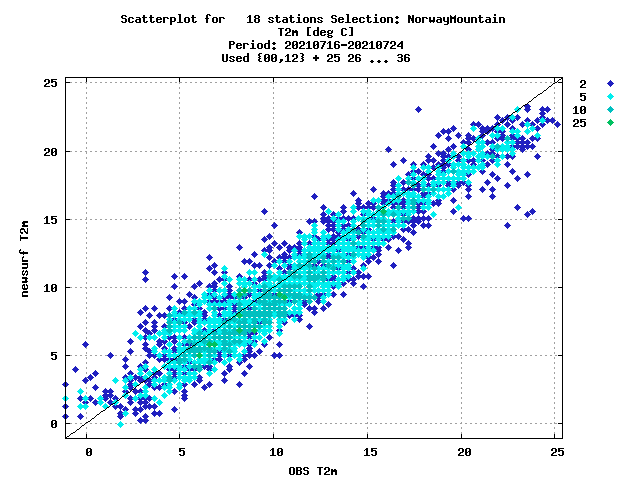 Scatterplot for   18 stations Selection: NorwayMountain
T2m [deg C]
Period: 20210716-20210724
Used {00,12} + 25 26 ... 36
2
5
10
25
25
20
15
10
5
0
newsurf T2m
0 5 10 15 20 25
OBS T2m